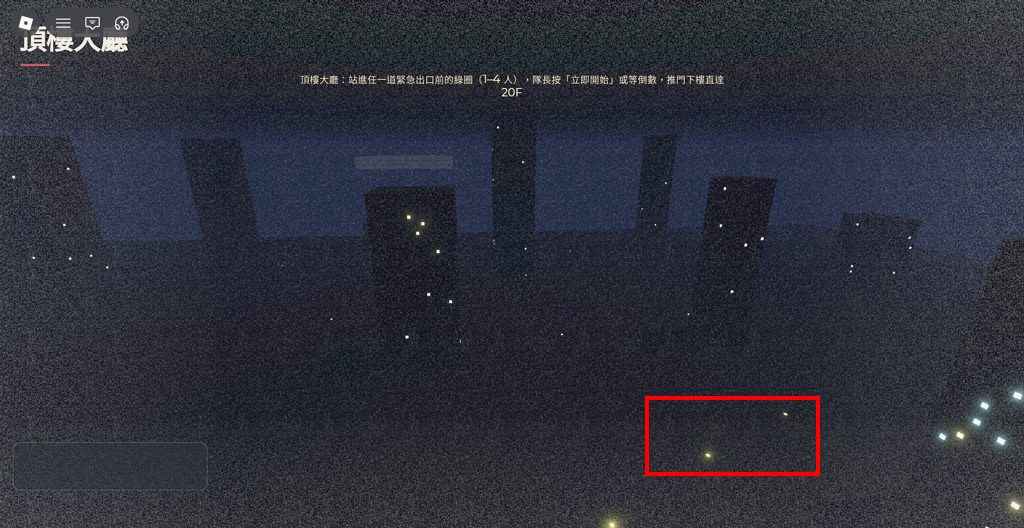 頂樓大廳
頂樓大廳：站進任一道緊急出口前的綠圈（1–4 人），隊長按「立即開始」或等倒數，推門下樓直達
20F